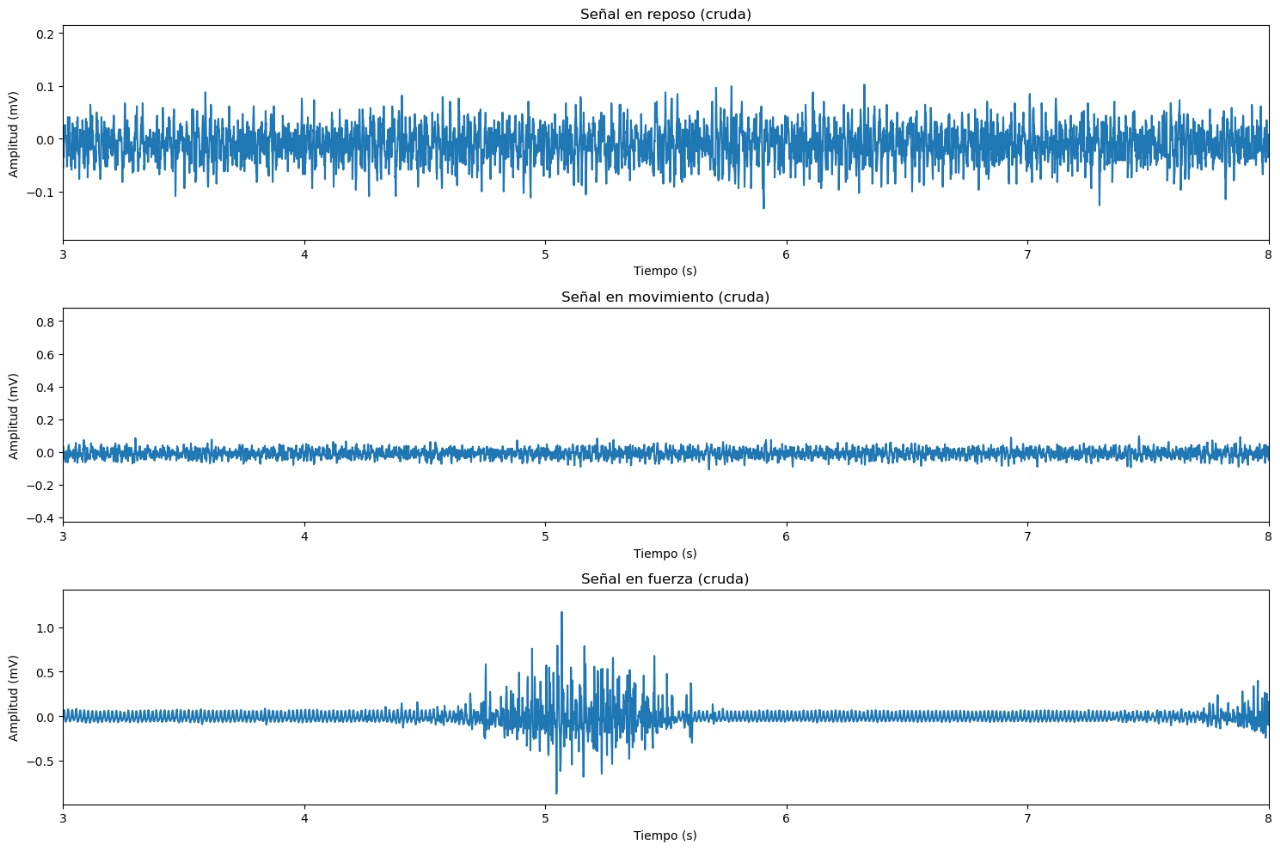 Señal en reposo (cruda)
0.2
0.1
0.0
−0.1
Amplitud (mV)
3 4 5 6 7 8
Tiempo (s)
Señal en movimiento (cruda)
0.8
0.6
0.4
0.2
0.0
−0.2
−0.4
Amplitud (mV)
3 4 5 6 7 8
Tiempo (s)
Señal en fuerza (cruda)
1.0
0.5
0.0
−0.5
Amplitud (mV)
3 4 5 6 7 8
Tiempo (s)